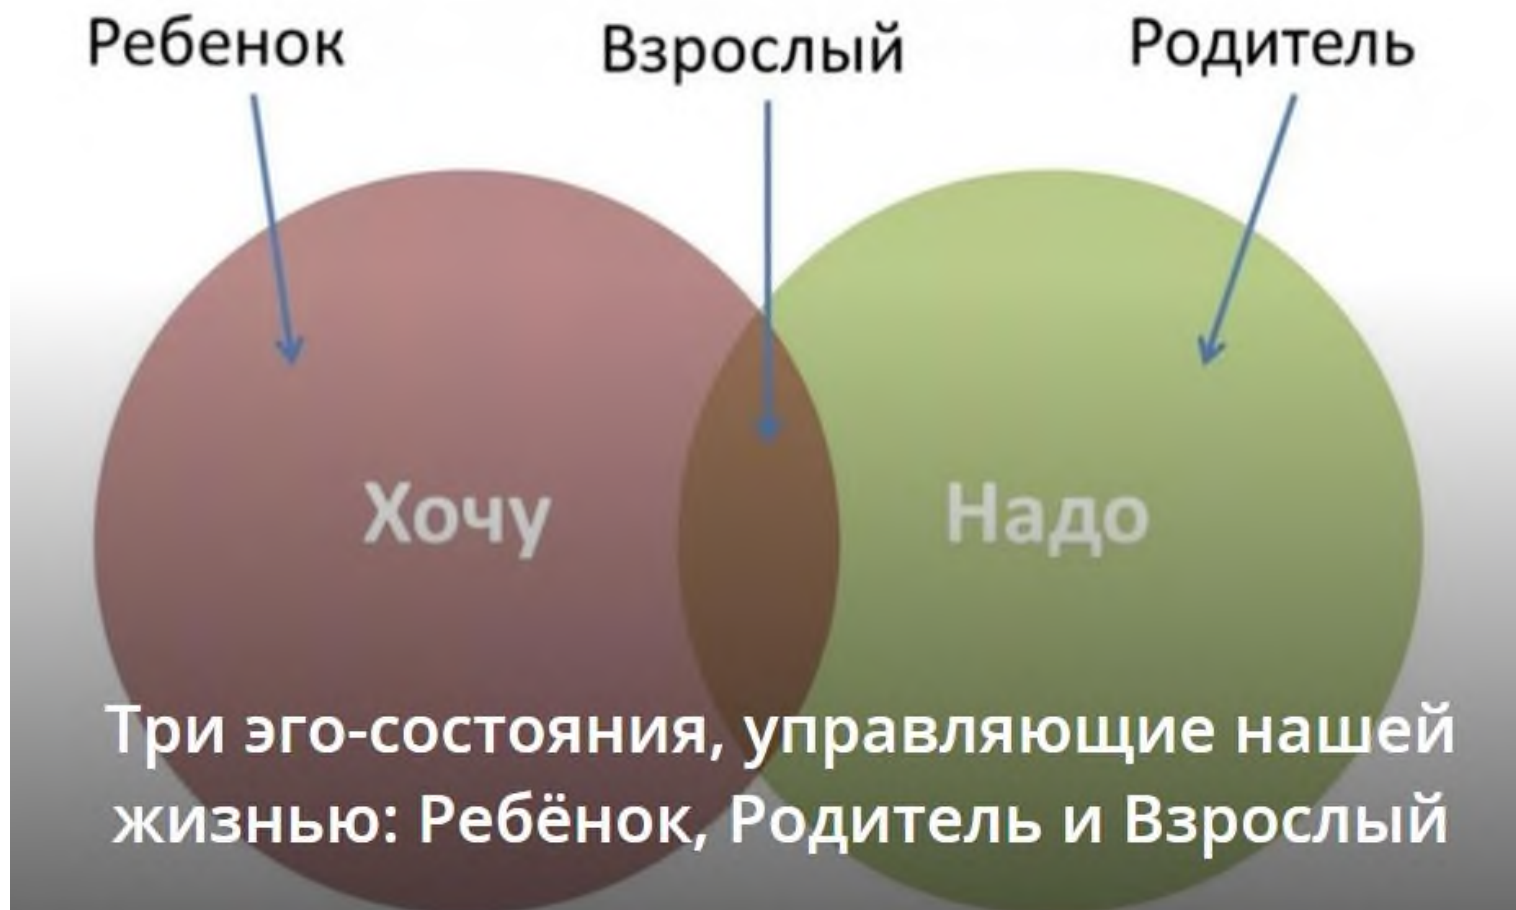 Ребенок
Взрослый
Родитель
Хочу
Надо
Три эго-состояния, управляющие нашей
жизнью: Ребёнок, Родитель и Взрослый